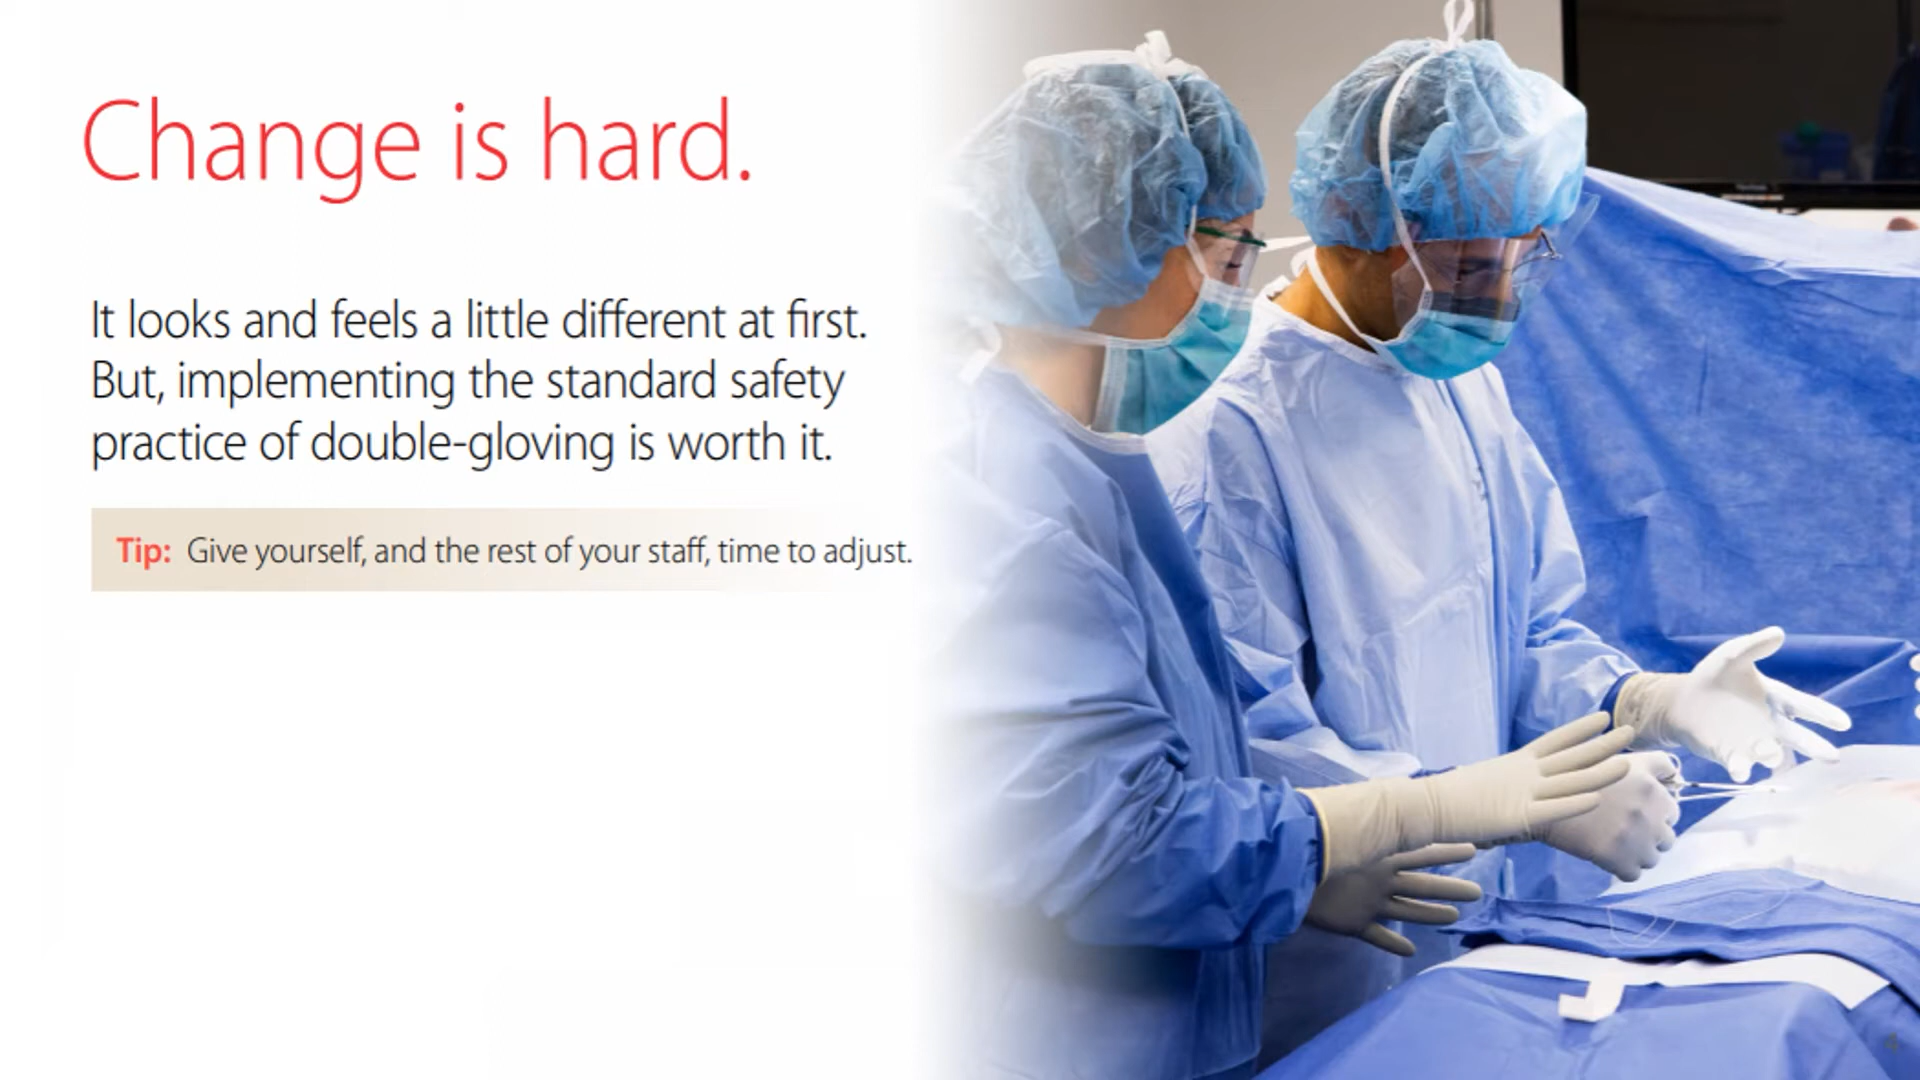 Change is hard.
It looks and feels a little different at first.
But, implementing the standard safety
practice of double-gloving is worth it.
Tip: Give yourself, and the rest of your staff, time to adjust.
4